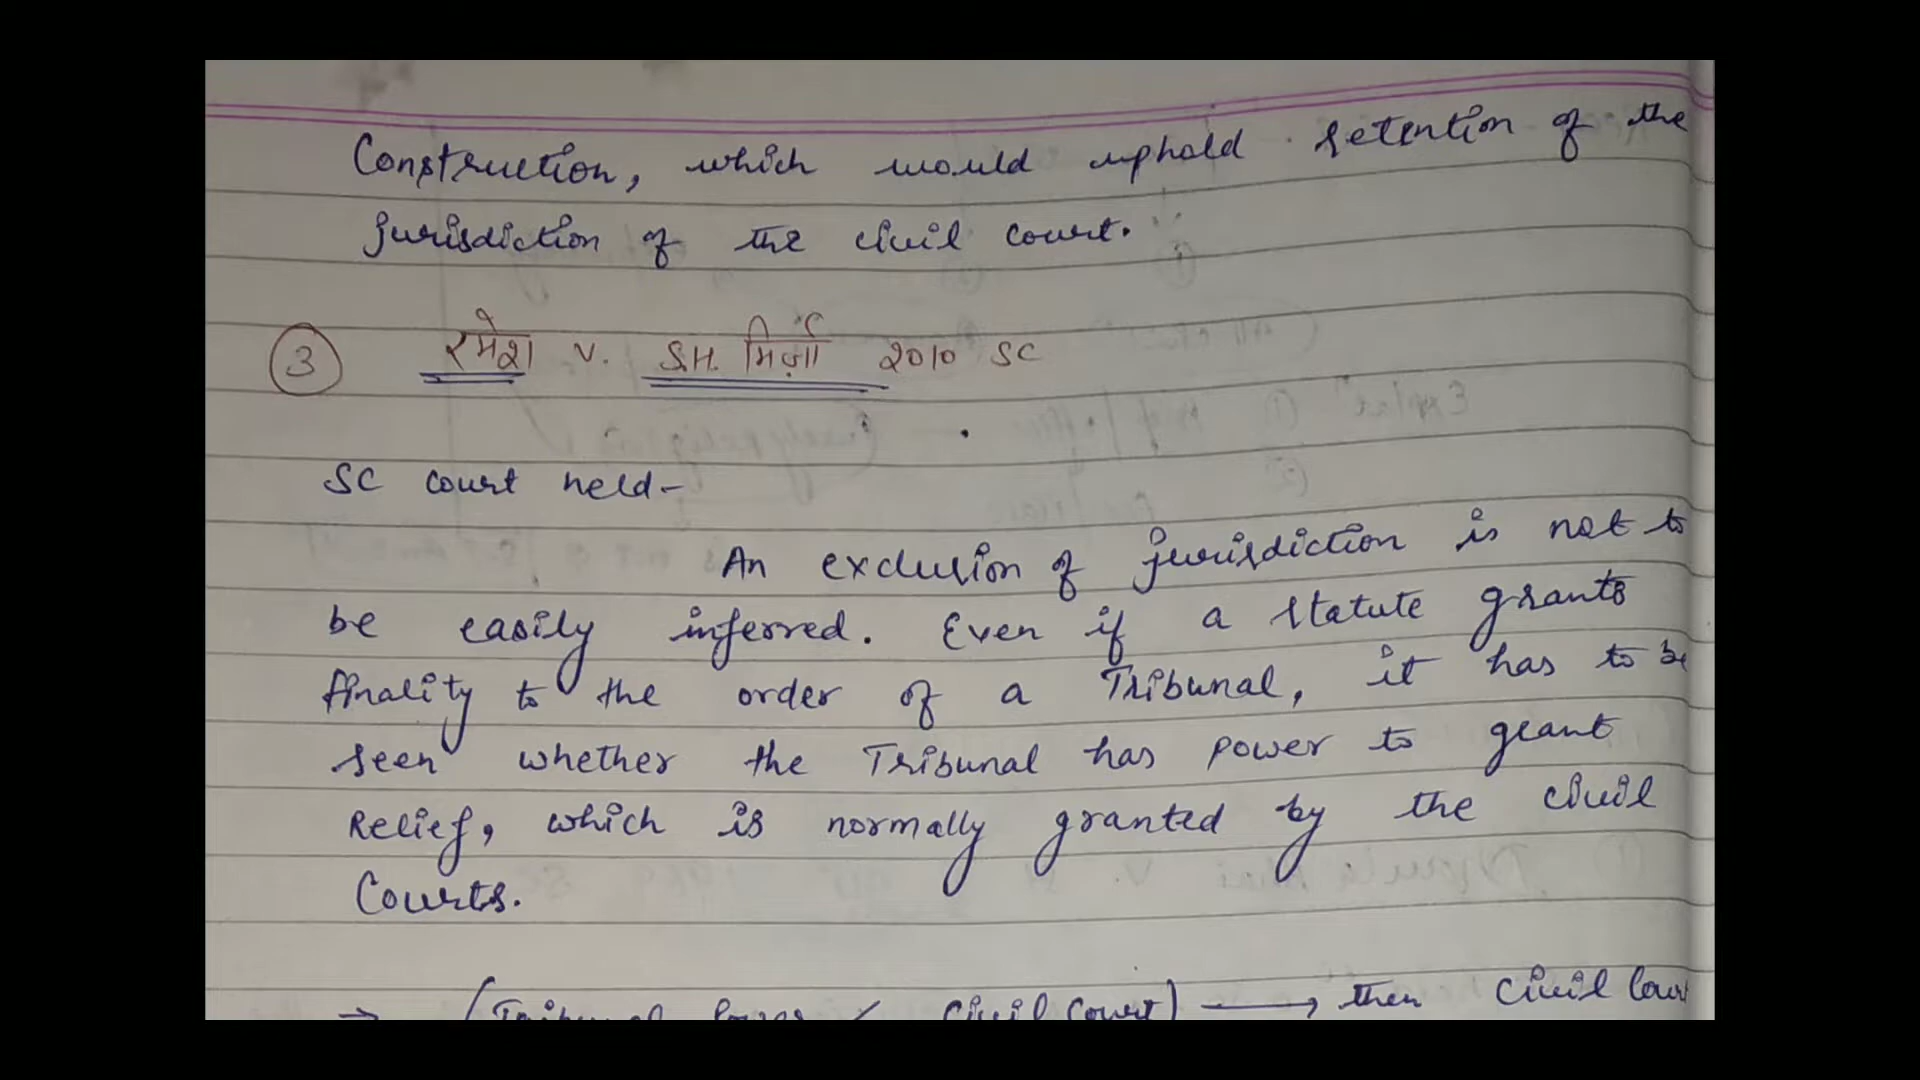 Construction, which would uphold retention of the
jurisdiction of the civil court.
3 रमेश v. S.H. मिर्ज़ा 2010 SC
SC court held-
An exclusion of jurisdiction is not to
be easily inferred. Even if a statute grants
finality to the order of a Tribunal, it has to be
seen whether the Tribunal has power to grant
Relief, which is normally granted by the civil
Courts.
→ (Tribunal Civil Court) → then Civil Cour